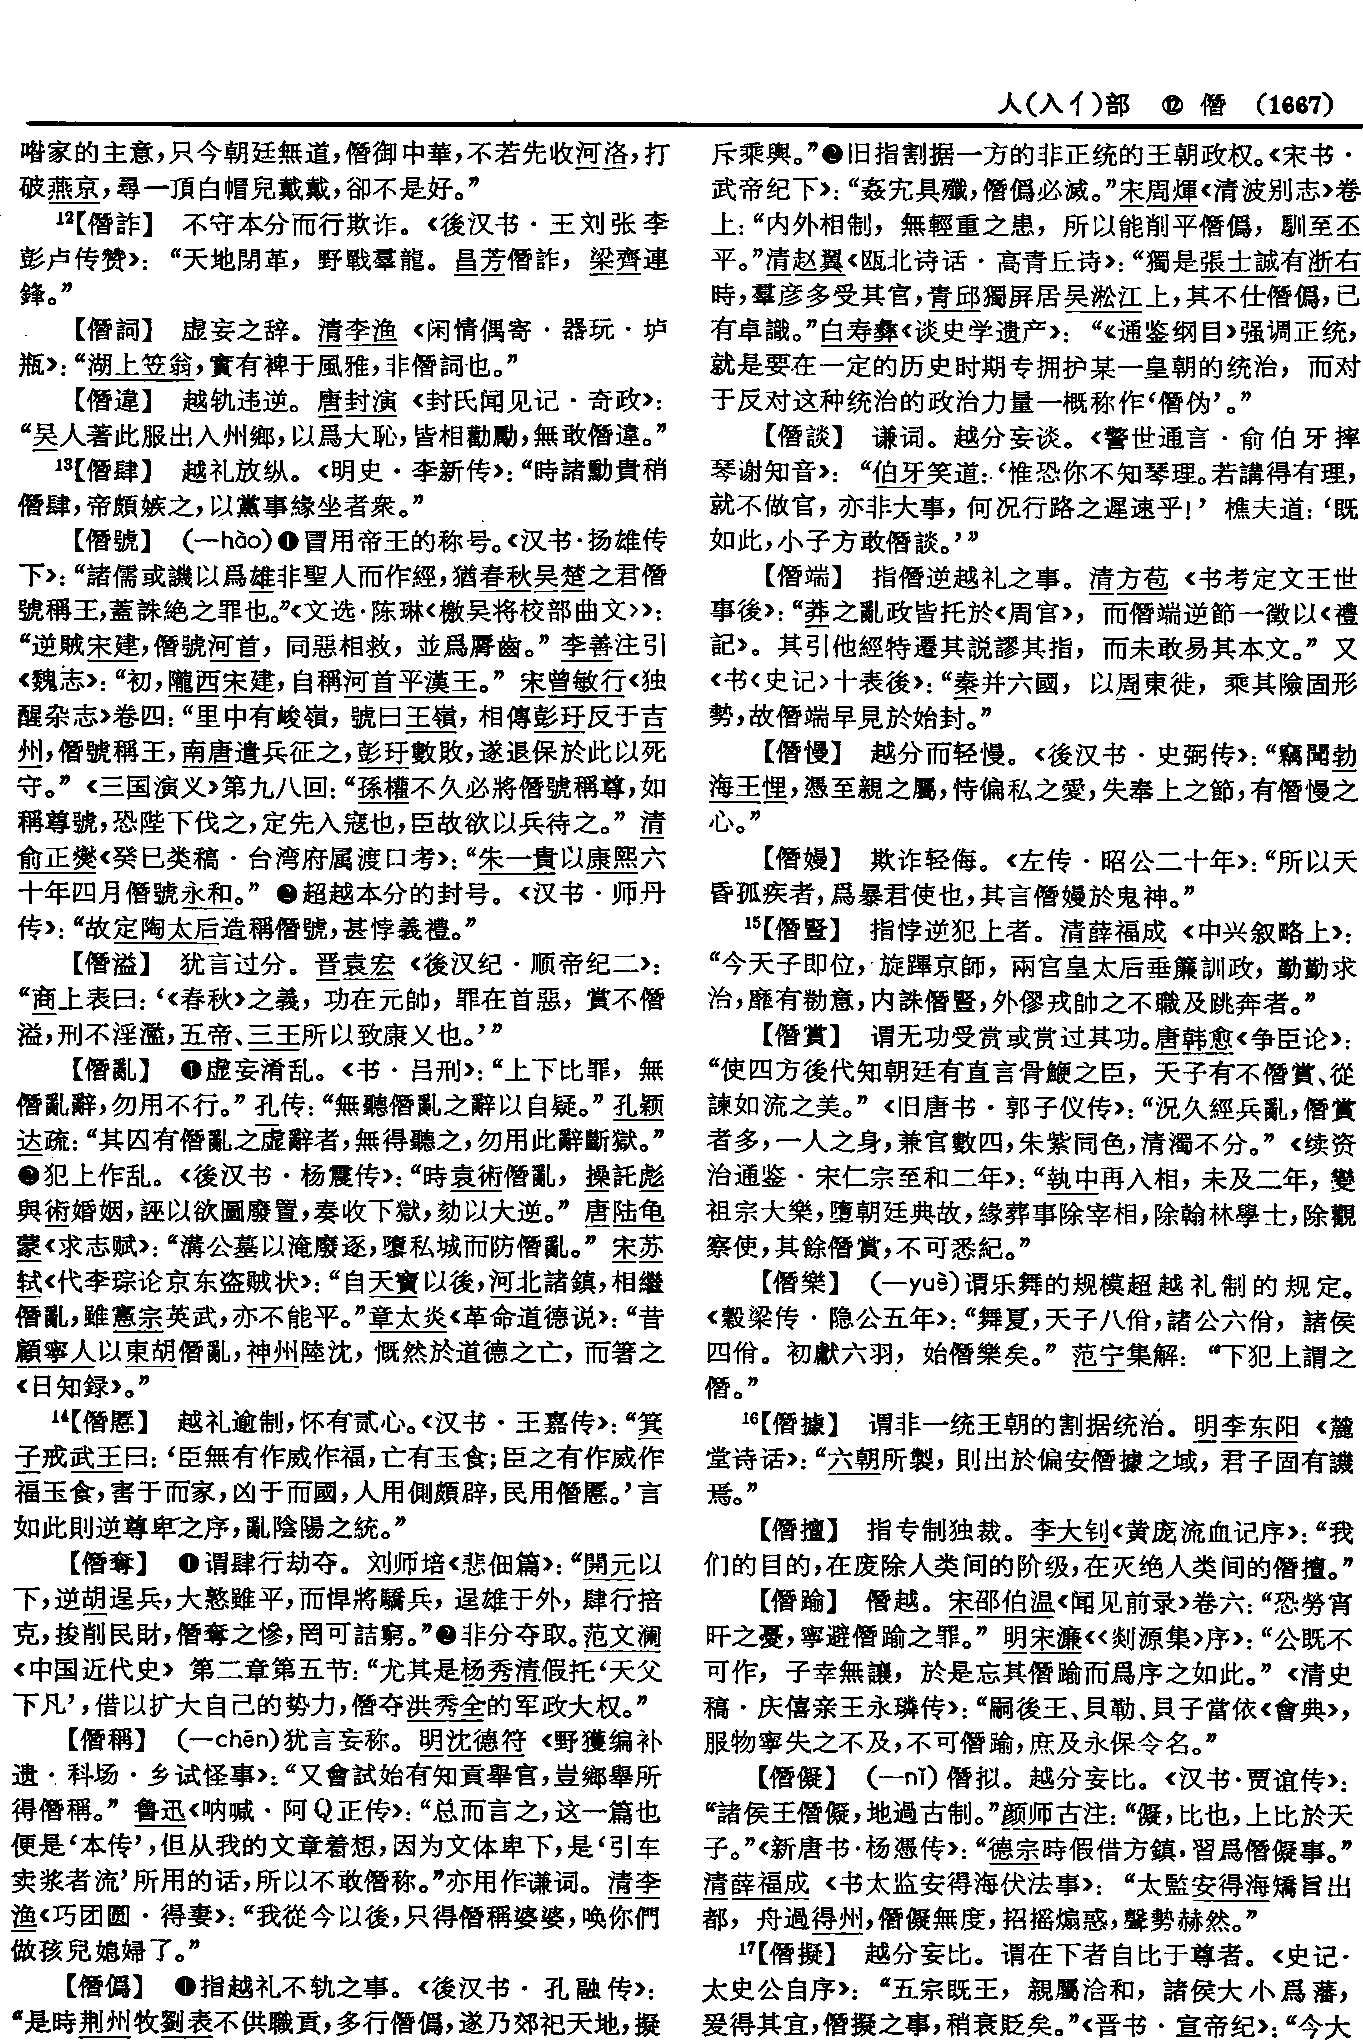 人(入亻)部　⑫　僭　(1667)
喒家的主意，只今朝廷無道，僭御中華，不若先收河洛，打
破燕京，尋一頂白帽兒戴戴，卻不是好。”
¹²【僭詐】　不守本分而行欺诈。《後汉书·王刘张李
彭卢传赞》：“天地閉革，野戰羣龍。昌芳僭詐，梁齊連
鋒。”
【僭詞】　虚妄之辞。清李渔《闲情偶寄·器玩·垆
瓶》：“湖上笠翁，實有裨于風雅，非僭詞也。”
【僭違】　越轨违逆。唐封演《封氏闻见记·奇政》：
“吴人著此服出入州鄉，以爲大恥，皆相勸勵，無敢僭違。”
¹³【僭肆】　越礼放纵。《明史·李新传》：“時諸勳貴稍
僭肆，帝頗嫉之，以黨事緣坐者衆。”
【僭號】　(一hào)❶冒用帝王的称号。《汉书·扬雄传
下》：“諸儒或譏以爲雄非聖人而作經，猶春秋吴楚之君僭
號稱王，蓋誅絶之罪也。”《文选·陈琳〈檄吴将校部曲文〉》：
“逆賊宋建，僭號河首，同惡相救，並爲脣齒。”李善注引
《魏志》：“初，隴西宋建，自稱河首平漢王。”宋曾敏行《独
醒杂志》卷四：“里中有峻嶺，號曰王嶺，相傳彭玕反于吉
州，僭號稱王，南唐遣兵征之，彭玕數敗，遂退保於此以死
守。”《三国演义》第九八回：“孫權不久必將僭號稱尊，如
稱尊號，恐陛下伐之，定先入寇也，臣故欲以兵待之。”清
俞正燮《癸巳类稿·台湾府属渡口考》：“朱一貴以康熙六
十年四月僭號永和。”❷超越本分的封号。《汉书·师丹
传》：“故定陶太后造稱僭號，甚悖義禮。”
【僭溢】　犹言过分。晋袁宏《後汉纪·顺帝纪二》：
“商上表曰：‘《春秋》之義，功在元帥，罪在首惡，賞不僭
溢，刑不淫濫，五帝、三王所以致康乂也。’”
【僭亂】　❶虚妄淆乱。《书·吕刑》：“上下比罪，無
僭亂辭，勿用不行。”孔传：“無聽僭亂之辭以自疑。”孔颖
达疏：“其囚有僭亂之虚辭者，無得聽之，勿用此辭斷獄。”
❷犯上作乱。《後汉书·杨震传》：“時袁術僭亂，操託彪
與術婚姻，誣以欲圖廢置，奏收下獄，劾以大逆。”唐陆龟
蒙《求志赋》：“溝公墓以淹廢逐，墮私城而防僭亂。”宋苏
轼《代李琮论京东盗贼状》：“自天寶以後，河北諸鎮，相繼
僭亂，雖憲宗英武，亦不能平。”章太炎《革命道德说》：“昔
顧寧人以東胡僭亂，神州陸沈，慨然於道德之亡，而箸之
《日知録》。”
¹⁴【僭慝】　越礼逾制，怀有贰心。《汉书·王嘉传》：“箕
子戒武王曰：‘臣無有作威作福，亡有玉食；臣之有作威作
福玉食，害于而家，凶于而國，人用側頗辟，民用僭慝。’言
如此則逆尊卑之序，亂陰陽之統。”
【僭奪】　❶谓肆行劫夺。刘师培《悲佃篇》：“開元以
下，逆胡逞兵，大憝雖平，而悍將驕兵，逞雄于外，肆行掊
克，捘削民財，僭奪之慘，罔可詰窮。”❷非分夺取。范文澜
《中国近代史》第二章第五节：“尤其是杨秀清假托‘天父
下凡’，借以扩大自己的势力，僭夺洪秀全的军政大权。”
【僭稱】　(一chēn)犹言妄称。明沈德符《野獲编补
遗·科场·乡试怪事》：“又會試始有知貢舉官，豈鄉舉所
得僭稱。”鲁迅《呐喊·阿Q正传》：“总而言之，这一篇也
便是‘本传’，但从我的文章着想，因为文体卑下，是‘引车
卖浆者流’所用的话，所以不敢僭称。”亦用作谦词。清李
渔《巧团圆·得妻》：“我從今以後，只得僭稱婆婆，唤你們
做孩兒媳婦了。”
【僭僞】　❶指越礼不轨之事。《後汉书·孔融传》：
“是時荆州牧劉表不供職貢，多行僭僞，遂乃郊祀天地，擬
斥乘輿。”❷旧指割据一方的非正统的王朝政权。《宋书·
武帝纪下》：“姦宄具殲，僭僞必滅。”宋周煇《清波别志》卷
上：“内外相制，無輕重之患，所以能削平僭僞，馴至丕
平。”清赵翼《瓯北诗话·高青丘诗》：“獨是張士誠有浙右
時，羣彦多受其官，青邱獨屏居吴淞江上，其不仕僭僞，已
有卓識。”白寿彝《谈史学遗产》：“《通鉴纲目》强调正统，
就是要在一定的历史时期专拥护某一皇朝的统治，而对
于反对这种统治的政治力量一概称作‘僭伪’。”
【僭談】　谦词。越分妄谈。《警世通言·俞伯牙摔
琴谢知音》：“伯牙笑道：‘惟恐你不知琴理。若講得有理，
就不做官，亦非大事，何况行路之遲速乎！’樵夫道：‘既
如此，小子方敢僭談。’”
【僭端】　指僭逆越礼之事。清方苞《书考定文王世
事後》：“莽之亂政皆托於《周官》，而僭端逆節一徵以《禮
記》。其引他經特遷其説謬其指，而未敢易其本文。”又
《书〈史记〉十表後》：“秦并六國，以周東徙，乘其險固形
勢，故僭端早見於始封。”
【僭慢】　越分而轻慢。《後汉书·史弼传》：“竊聞勃
海王悝，憑至親之屬，恃偏私之愛，失奉上之節，有僭慢之
心。”
【僭嫚】　欺诈轻侮。《左传·昭公二十年》：“所以天
昏孤疾者，爲暴君使也，其言僭嫚於鬼神。”
¹⁵【僭豎】　指悖逆犯上者。清薛福成《中兴叙略上》：
“今天子即位，旋蹕京師，兩宫皇太后垂簾訓政，勤勤求
治，靡有勌意，内誅僭豎，外僇戎帥之不職及跳奔者。”
【僭賞】　谓无功受赏或赏过其功。唐韩愈《争臣论》：
“使四方後代知朝廷有直言骨鯁之臣，天子有不僭賞、從
諫如流之美。”《旧唐书·郭子仪传》：“況久經兵亂，僭賞
者多，一人之身，兼官數四，朱紫同色，清濁不分。”《续资
治通鉴·宋仁宗至和二年》：“執中再入相，未及二年，變
祖宗大樂，墮朝廷典故，緣葬事除宰相，除翰林學士，除觀
察使，其餘僭賞，不可悉紀。”
【僭樂】　(一yuè)谓乐舞的规模超越礼制的规定。
《穀梁传·隐公五年》：“舞夏，天子八佾，諸公六佾，諸侯
四佾。初獻六羽，始僭樂矣。”范宁集解：“下犯上謂之
僭。”
¹⁶【僭據】　谓非一统王朝的割据统治。明李东阳《麓
堂诗话》：“六朝所製，則出於偏安僭據之域，君子固有譏
焉。”
【僭擅】　指专制独裁。李大钊《黄庞流血记序》：“我
们的目的，在废除人类间的阶级，在灭绝人类间的僭擅。”
【僭踰】　僭越。宋邵伯温《闻见前录》卷六：“恐勞宵
旰之憂，寧避僭踰之罪。”明宋濂《〈剡源集〉序》：“公既不
可作，子幸無讓，於是忘其僭踰而爲序之如此。”《清史
稿·庆僖亲王永璘传》：“嗣後王、貝勒、貝子當依《會典》，
服物寧失之不及，不可僭踰，庶及永保令名。”
【僭儗】　(一nǐ)僭拟。越分妄比。《汉书·贾谊传》：
“諸侯王僭儗，地過古制。”颜师古注：“儗，比也，上比於天
子。”《新唐书·杨憑传》：“德宗時假借方鎮，習爲僭儗事。”
清薛福成《书太监安得海伏法事》：“太監安得海矯旨出
都，舟過得州，僭儗無度，招摇煽惑，聲勢赫然。”
¹⁷【僭擬】　越分妄比。谓在下者自比于尊者。《史记·
太史公自序》：“五宗既王，親屬洽和，諸侯大小爲藩，
爰得其宜，僭擬之事，稍衰貶矣。”《晋书·宣帝纪》：“今大